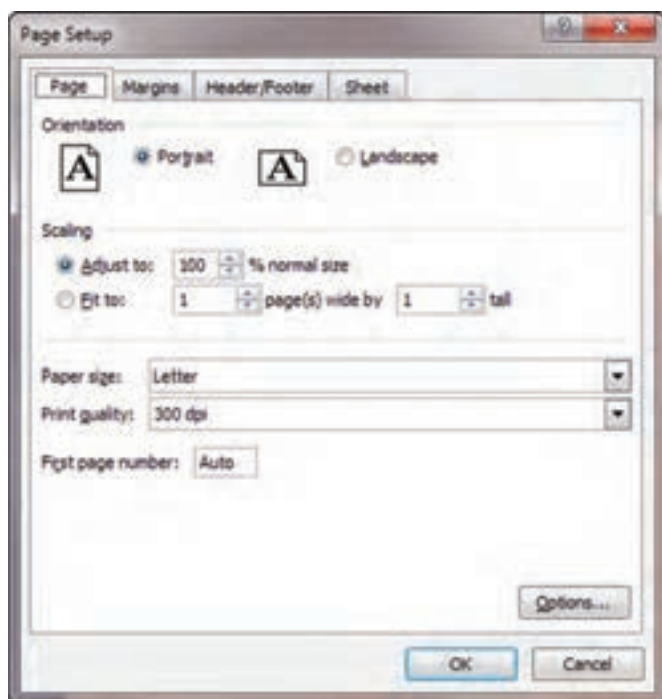 Page Setup
Page Margins Header/Footer Sheet
Orientation
A Portrait A Landscape
Scaling
Adjust to: 100 % normal size
Fit to: 1 page(s) wide by 1 tall
Paper size: Letter
Print quality: 300 dpi
First page number: Auto
Options...
OK Cancel